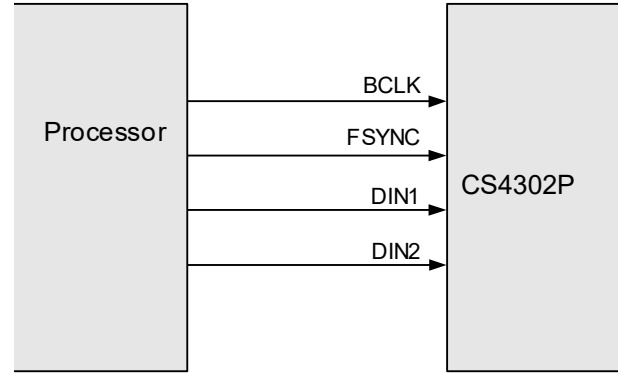 BCLK
Processor
FSYNC
CS4302P
DIN1
DIN2